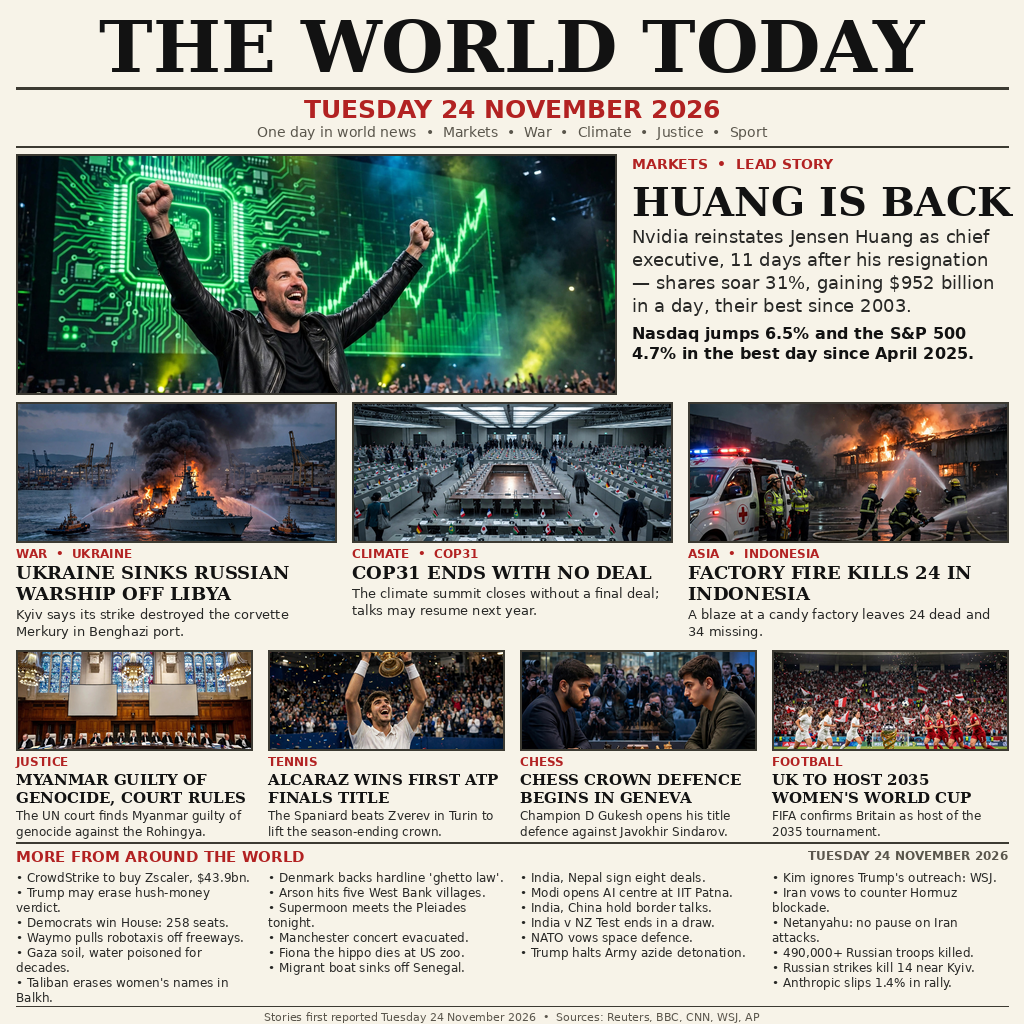 THE WORLD TODAY
TUESDAY 24 NOVEMBER 2026
One day in world news • Markets • War • Climate • Justice • Sport
MARKETS • LEAD STORY
HUANG IS BACK
Nvidia reinstates Jensen Huang as chief
executive, 11 days after his resignation
— shares soar 31%, gaining $952 billion
in a day, their best since 2003.
Nasdaq jumps 6.5% and the S&P 500
4.7% in the best day since April 2025.
WAR • UKRAINE
UKRAINE SINKS RUSSIAN
WARSHIP OFF LIBYA
Kyiv says its strike destroyed the corvette
Merkury in Benghazi port.
CLIMATE • COP31
COP31 ENDS WITH NO DEAL
The climate summit closes without a final deal;
talks may resume next year.
ASIA • INDONESIA
FACTORY FIRE KILLS 24 IN
INDONESIA
A blaze at a candy factory leaves 24 dead and
34 missing.
JUSTICE
MYANMAR GUILTY OF
GENOCIDE, COURT RULES
The UN court finds Myanmar guilty of
genocide against the Rohingya.
TENNIS
ALCARAZ WINS FIRST ATP
FINALS TITLE
The Spaniard beats Zverev in Turin to
lift the season-ending crown.
CHESS
CHESS CROWN DEFENCE
BEGINS IN GENEVA
Champion D Gukesh opens his title
defence against Javokhir Sindarov.
FOOTBALL
UK TO HOST 2035
WOMEN'S WORLD CUP
FIFA confirms Britain as host of the
2035 tournament.
MORE FROM AROUND THE WORLD
TUESDAY 24 NOVEMBER 2026
• CrowdStrike to buy Zscaler, $43.9bn.
• Trump may erase hush-money
verdict.
• Democrats win House: 258 seats.
• Waymo pulls robotaxis off freeways.
• Gaza soil, water poisoned for
decades.
• Taliban erases women's names in
Balkh.
• Denmark backs hardline 'ghetto law'.
• Arson hits five West Bank villages.
• Supermoon meets the Pleiades
tonight.
• Manchester concert evacuated.
• Fiona the hippo dies at US zoo.
• Migrant boat sinks off Senegal.
• India, Nepal sign eight deals.
• Modi opens AI centre at IIT Patna.
• India, China hold border talks.
• India v NZ Test ends in a draw.
• NATO vows space defence.
• Trump halts Army azide detonation.
• Kim ignores Trump's outreach: WSJ.
• Iran vows to counter Hormuz
blockade.
• Netanyahu: no pause on Iran
attacks.
• 490,000+ Russian troops killed.
• Russian strikes kill 14 near Kyiv.
• Anthropic slips 1.4% in rally.
Stories first reported Tuesday 24 November 2026 • Sources: Reuters, BBC, CNN, WSJ, AP